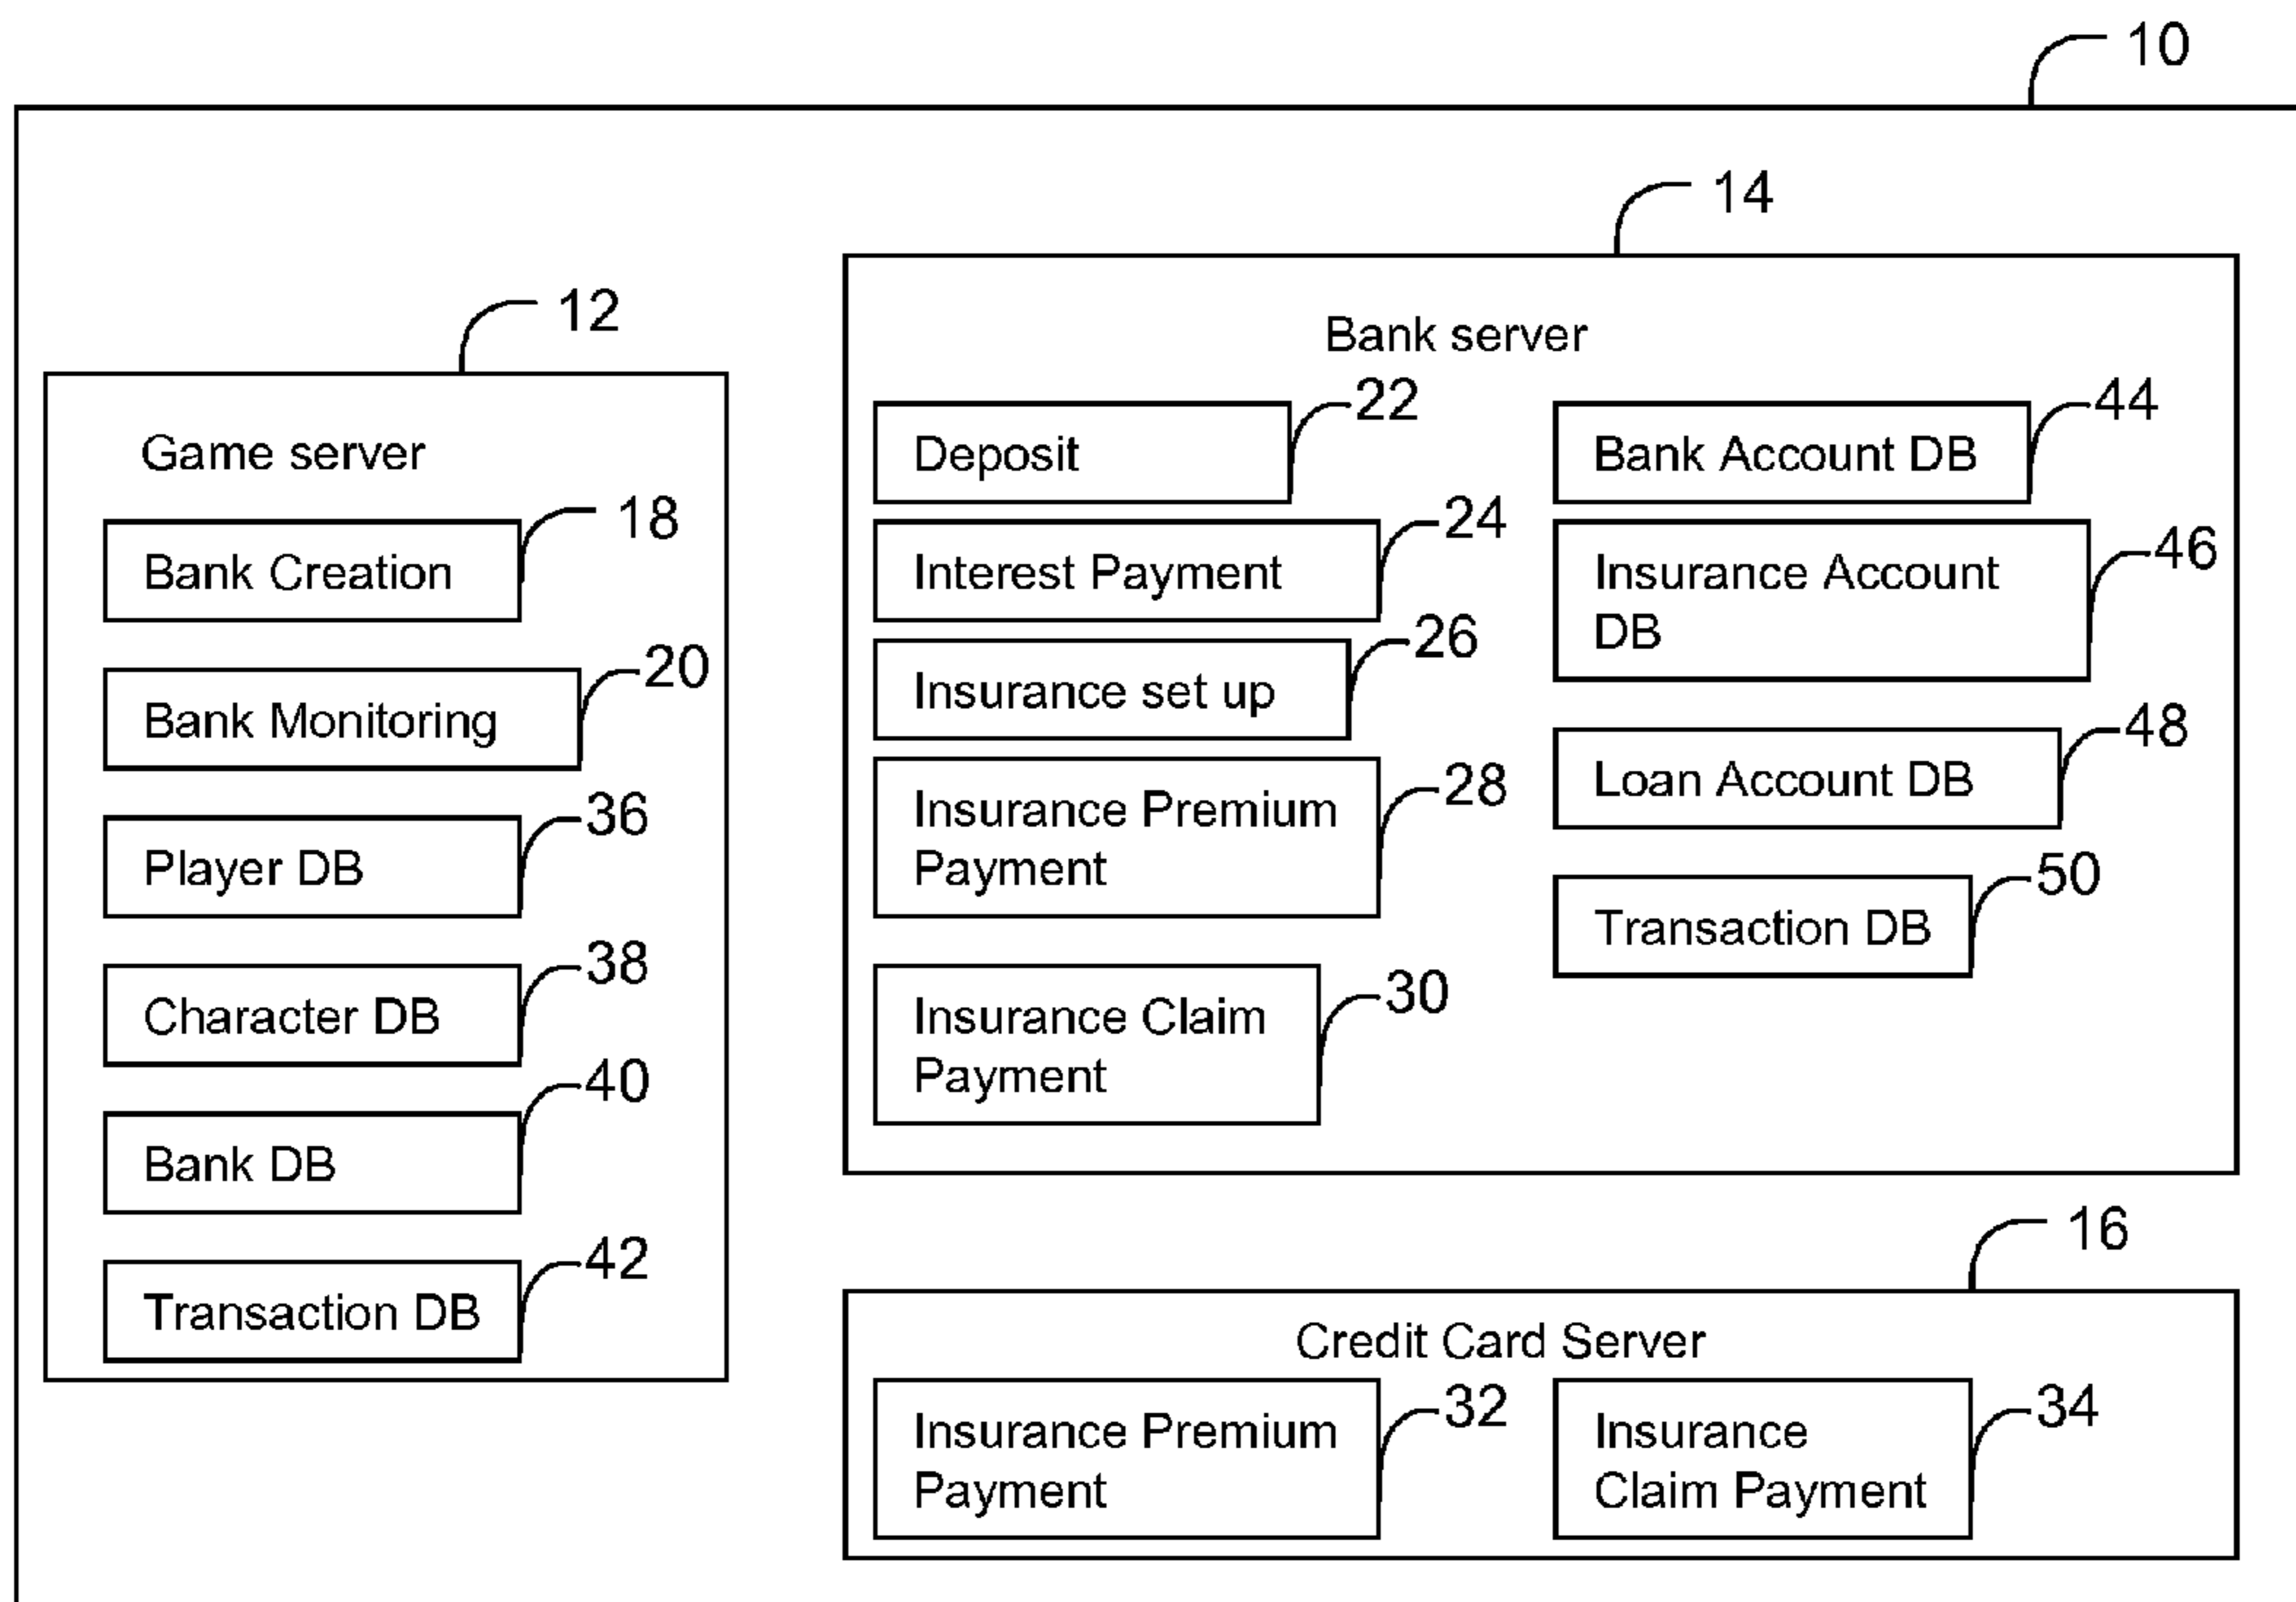 10
12
Game server
Bank Creation
18
Bank Monitoring
20
Player DB
36
Character DB
38
Bank DB
40
Transaction DB
42
14
Bank server
Deposit
22
Interest Payment
24
Insurance set up
26
Insurance Premium
Payment
28
Insurance Claim
Payment
30
Bank Account DB
44
Insurance Account
DB
46
Loan Account DB
48
Transaction DB
50
16
Credit Card Server
Insurance Premium
Payment
32
Insurance
Claim Payment
34